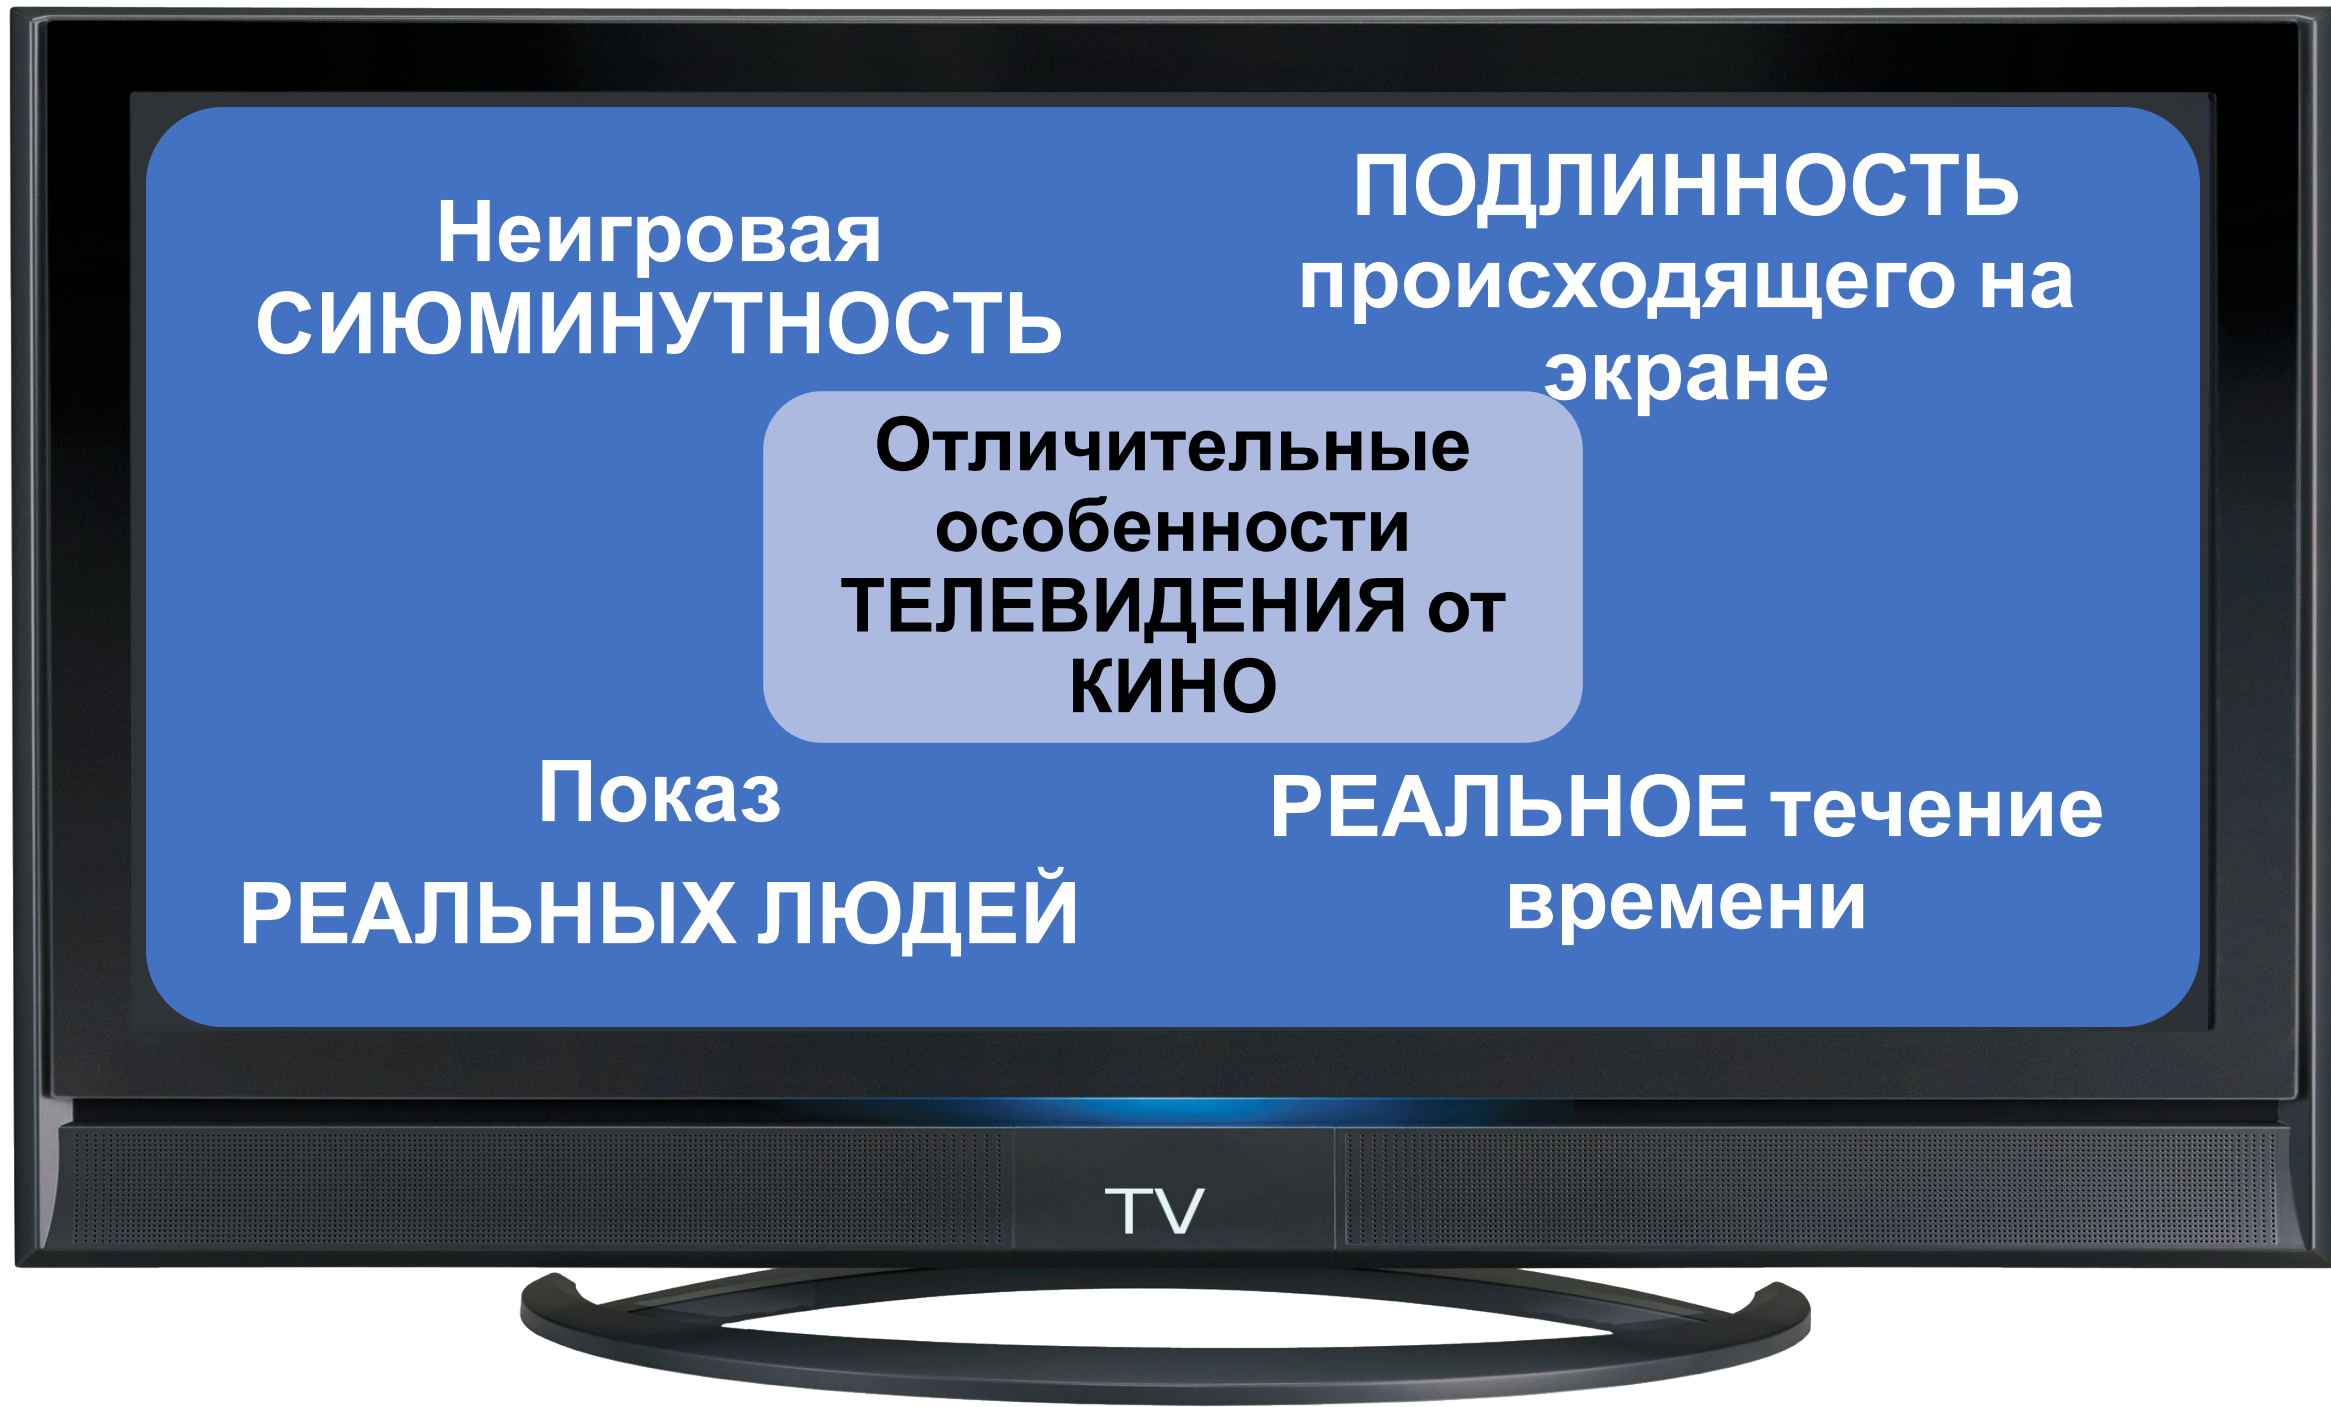 Неигровая
СИЮМИНУТНОСТЬ
ПОДЛИННОСТЬ
происходящего на
экране
Отличительные
особенности
ТЕЛЕВИДЕНИЯ от
КИНО
Показ
РЕАЛЬНЫХ ЛЮДЕЙ
РЕАЛЬНОЕ течение
времени
TV